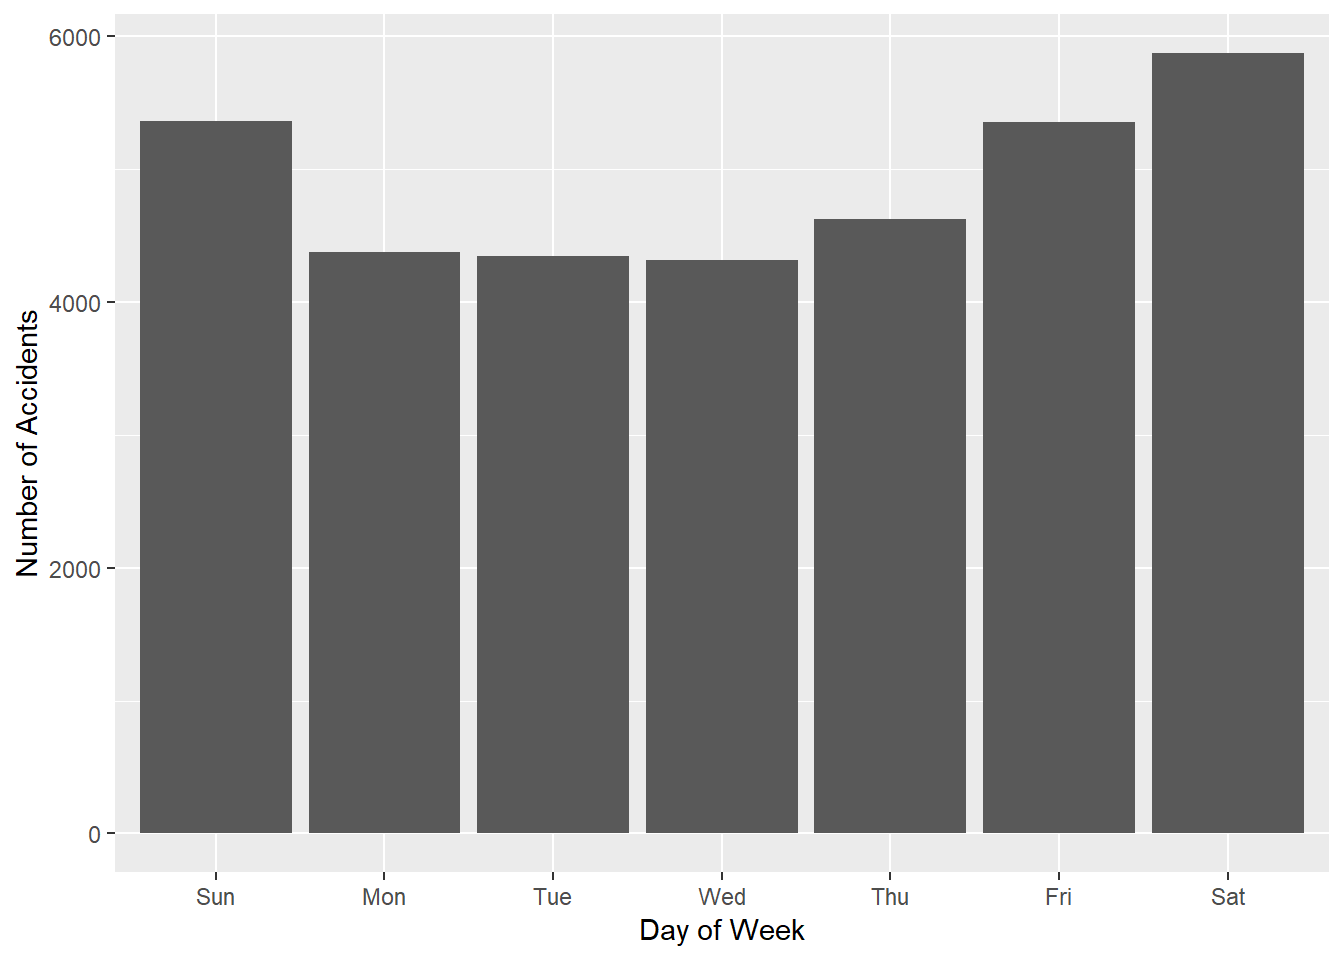 Number of Accidents
6000
4000
2000
0
Sun Mon Tue Wed Thu Fri Sat
Day of Week